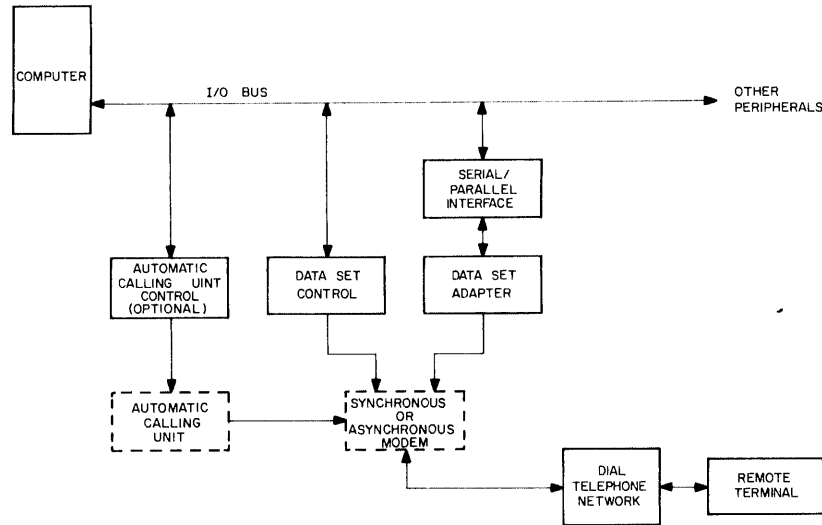 COMPUTER
I/O BUS
OTHER
PERIPHERALS
SERIAL/
PARALLEL
INTERFACE
AUTOMATIC
CALLING UINT
CONTROL
(OPTIONAL)
DATA SET
CONTROL
DATA SET
ADAPTER
AUTOMATIC
CALLING
UNIT
SYNCHRONOUS
OR
ASYNCHRONOUS
MODEM
DIAL
TELEPHONE
NETWORK
REMOTE
TERMINAL